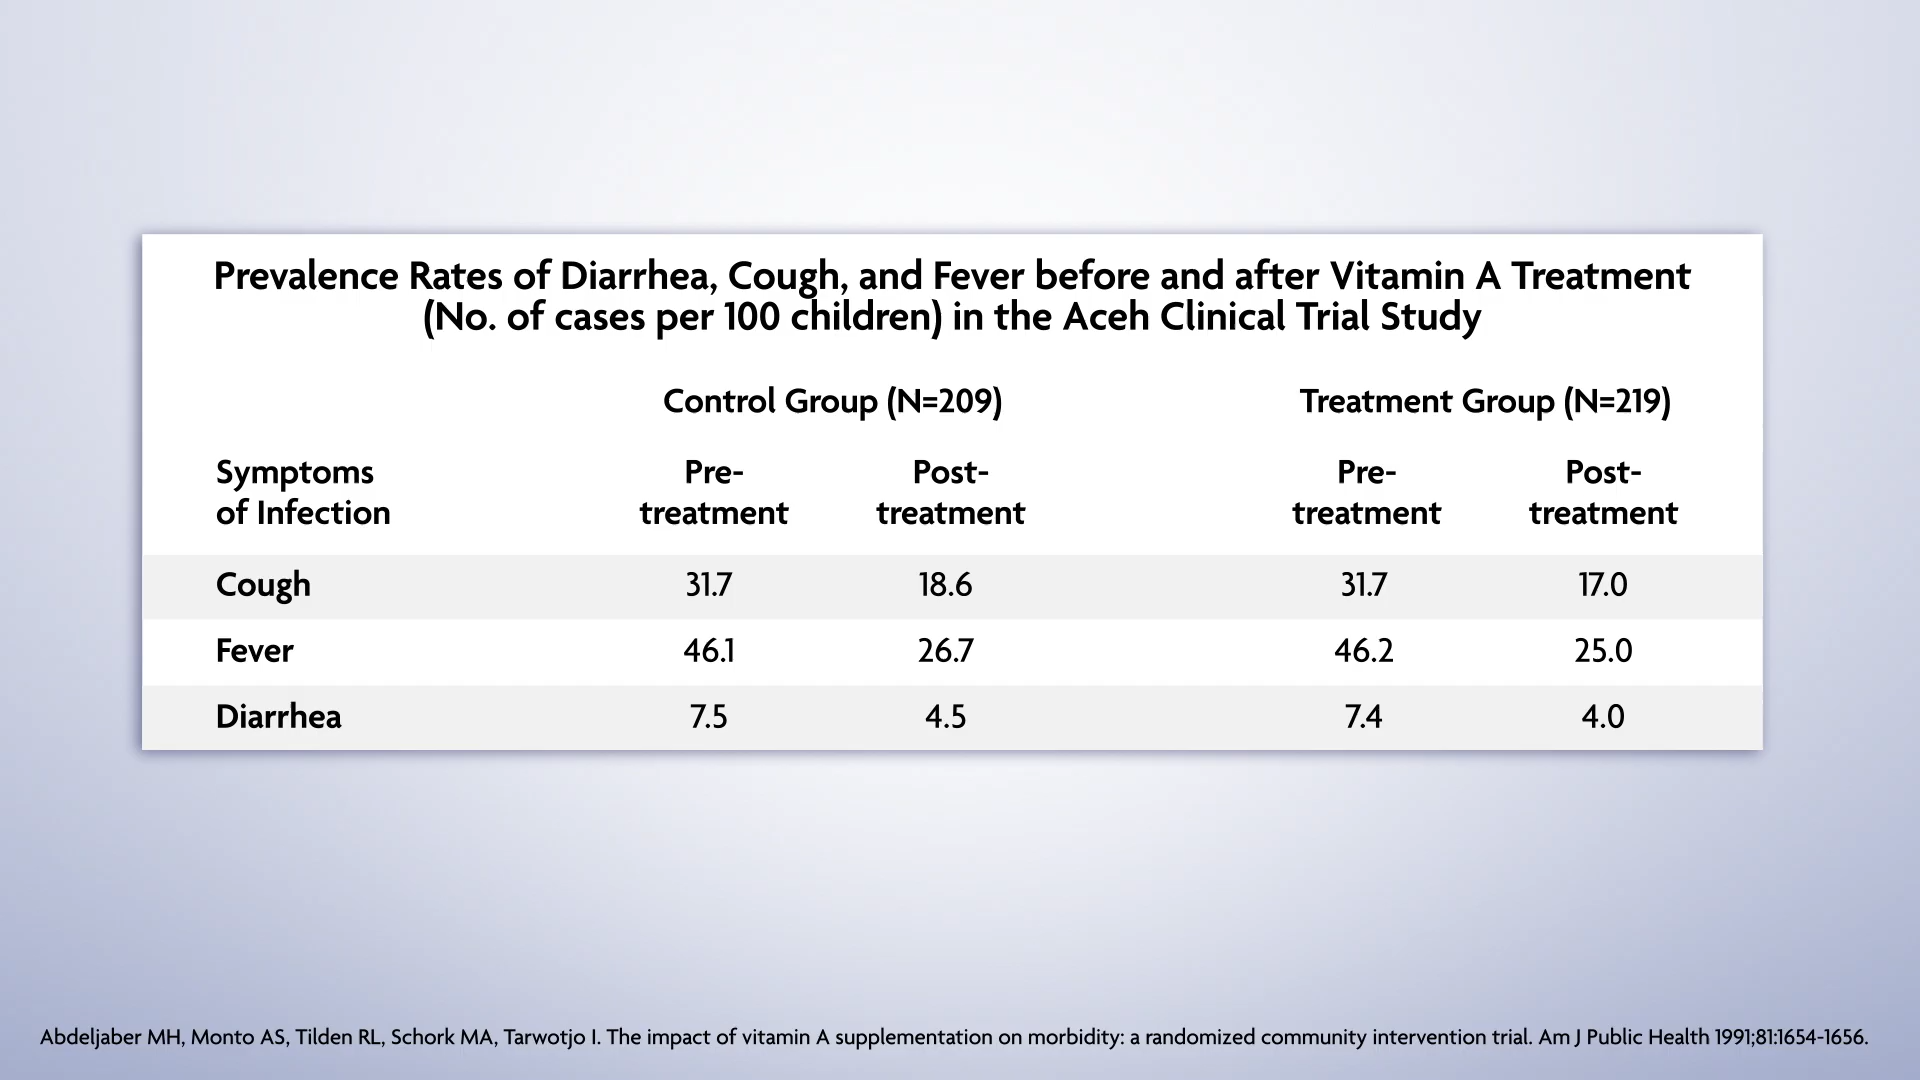 Prevalence Rates of Diarrhea, Cough, and Fever before and after Vitamin A Treatment
(No. of cases per 100 children) in the Aceh Clinical Trial Study
Control Group (N=209) Treatment Group (N=219)
Symptoms Pre- Post- Pre- Post-
of Infection treatment treatment treatment treatment
Cough 31.7 18.6 31.7 17.0
Fever 46.1 26.7 46.2 25.0
Diarrhea 7.5 4.5 7.4 4.0
Abdeljaber MH, Monto AS, Tilden RL, Schork MA, Tarwotjo I. The impact of vitamin A supplementation on morbidity: a randomized community intervention trial. Am J Public Health 1991;81:1654-1656.